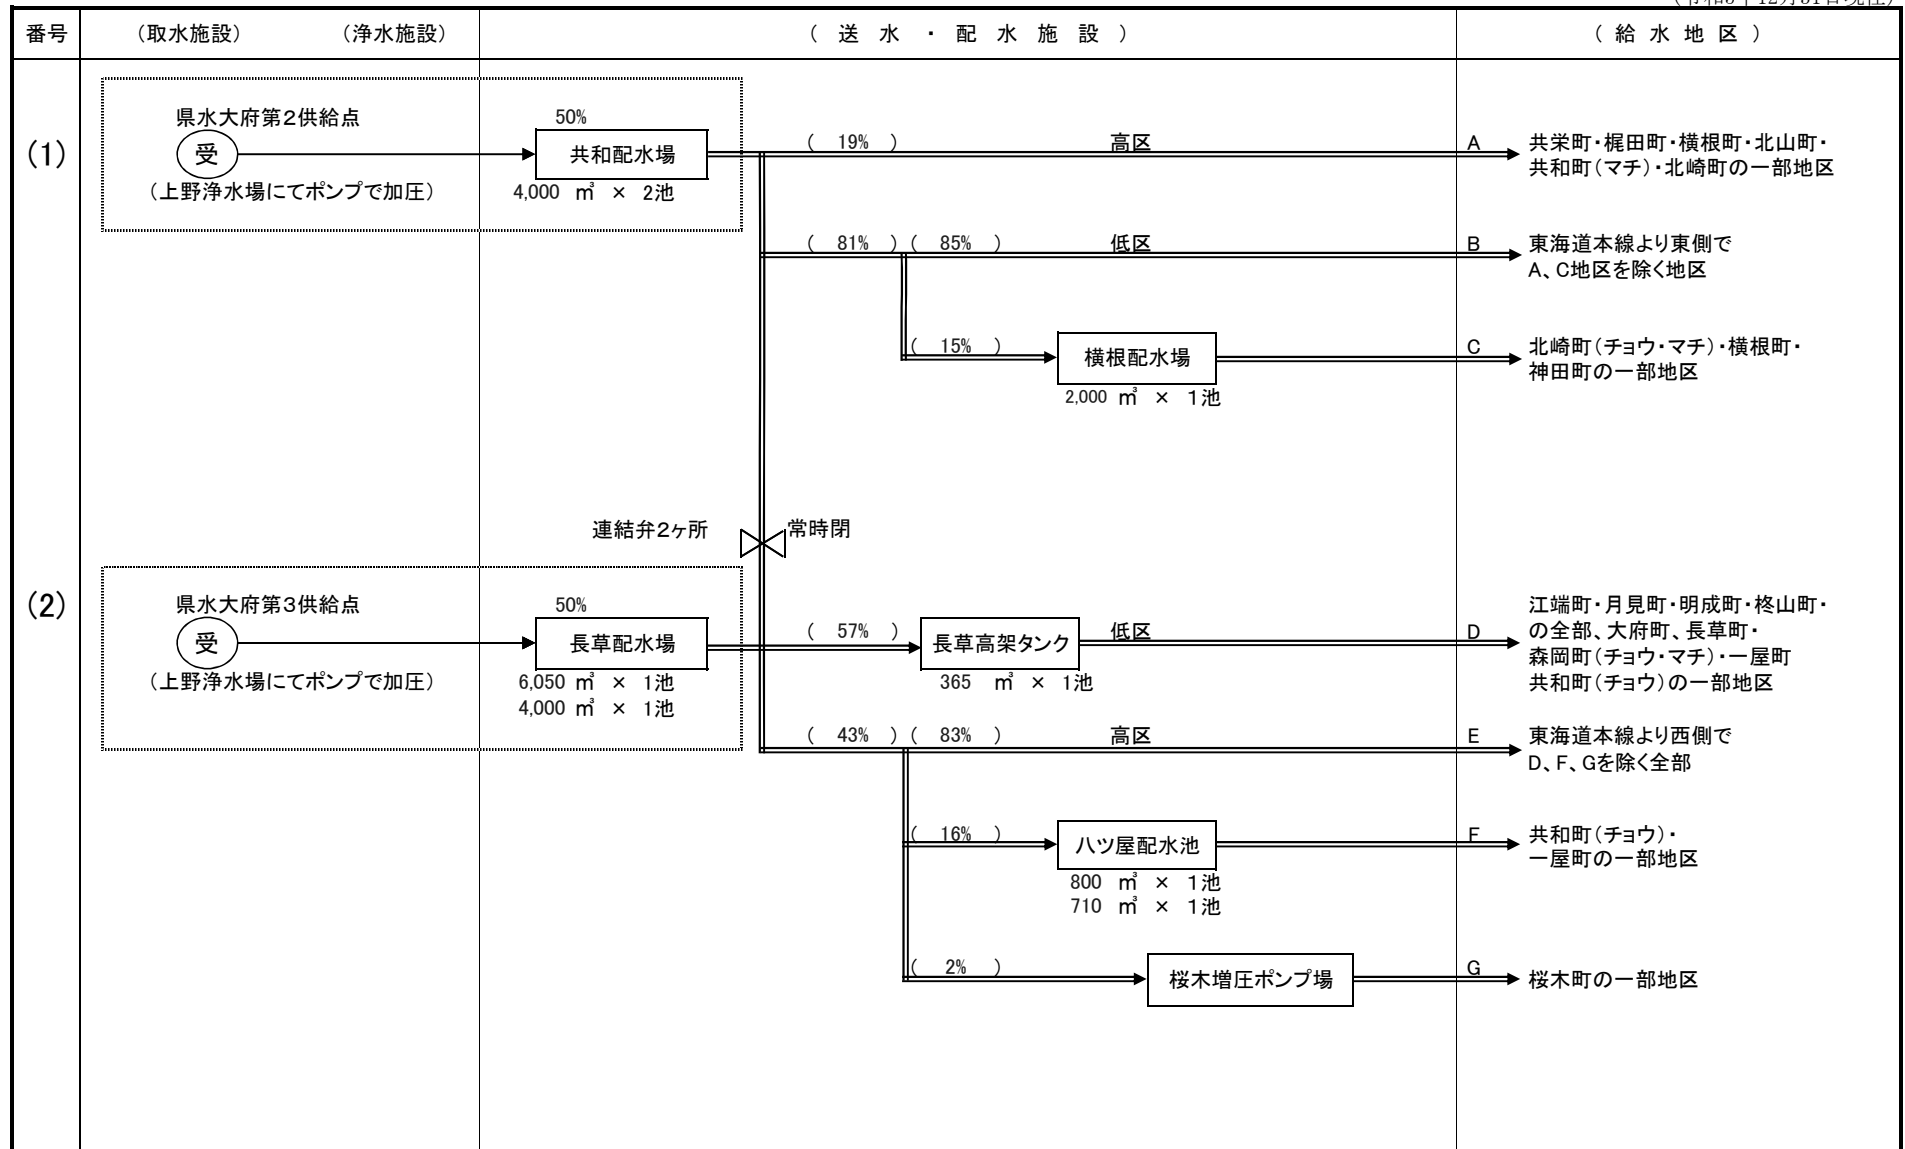 番号
(取水施設)
(浄水施設)
( 送 水 ・ 配 水 施 設 )
( 給 水 地 区 )
(1)
県水大府第2供給点
受
(上野浄水場にてポンプで加圧)
50%
共和配水場
4,000 ㎥ × 2池
( 19% )
高区
A
共栄町・梶田町・横根町・北山町・
共和町(マチ)・北崎町の一部地区
( 81% )( 85% )
低区
B
東海道本線より東側で
A、C地区を除く地区
( 15% )
横根配水場
2,000 ㎥ × 1池
C
北崎町(チョウ・マチ)・横根町・
神田町の一部地区
連結弁2ヶ所
常時閉
(2)
県水大府第3供給点
受
(上野浄水場にてポンプで加圧)
50%
長草配水場
6,050 ㎥ × 1池
4,000 ㎥ × 1池
( 57% )
長草高架タンク
365 ㎥ × 1池
低区
D
江端町・月見町・明成町・柊山町・
の全部、大府町、長草町・
森岡町(チョウ・マチ)・一屋町
共和町(チョウ)の一部地区
( 43% )( 83% )
高区
E
東海道本線より西側で
D、F、Gを除く全部
( 16% )
八ツ屋配水池
800 ㎥ × 1池
710 ㎥ × 1池
F
共和町(チョウ)・
一屋町の一部地区
( 2% )
桜木増圧ポンプ場
G
桜木町の一部地区